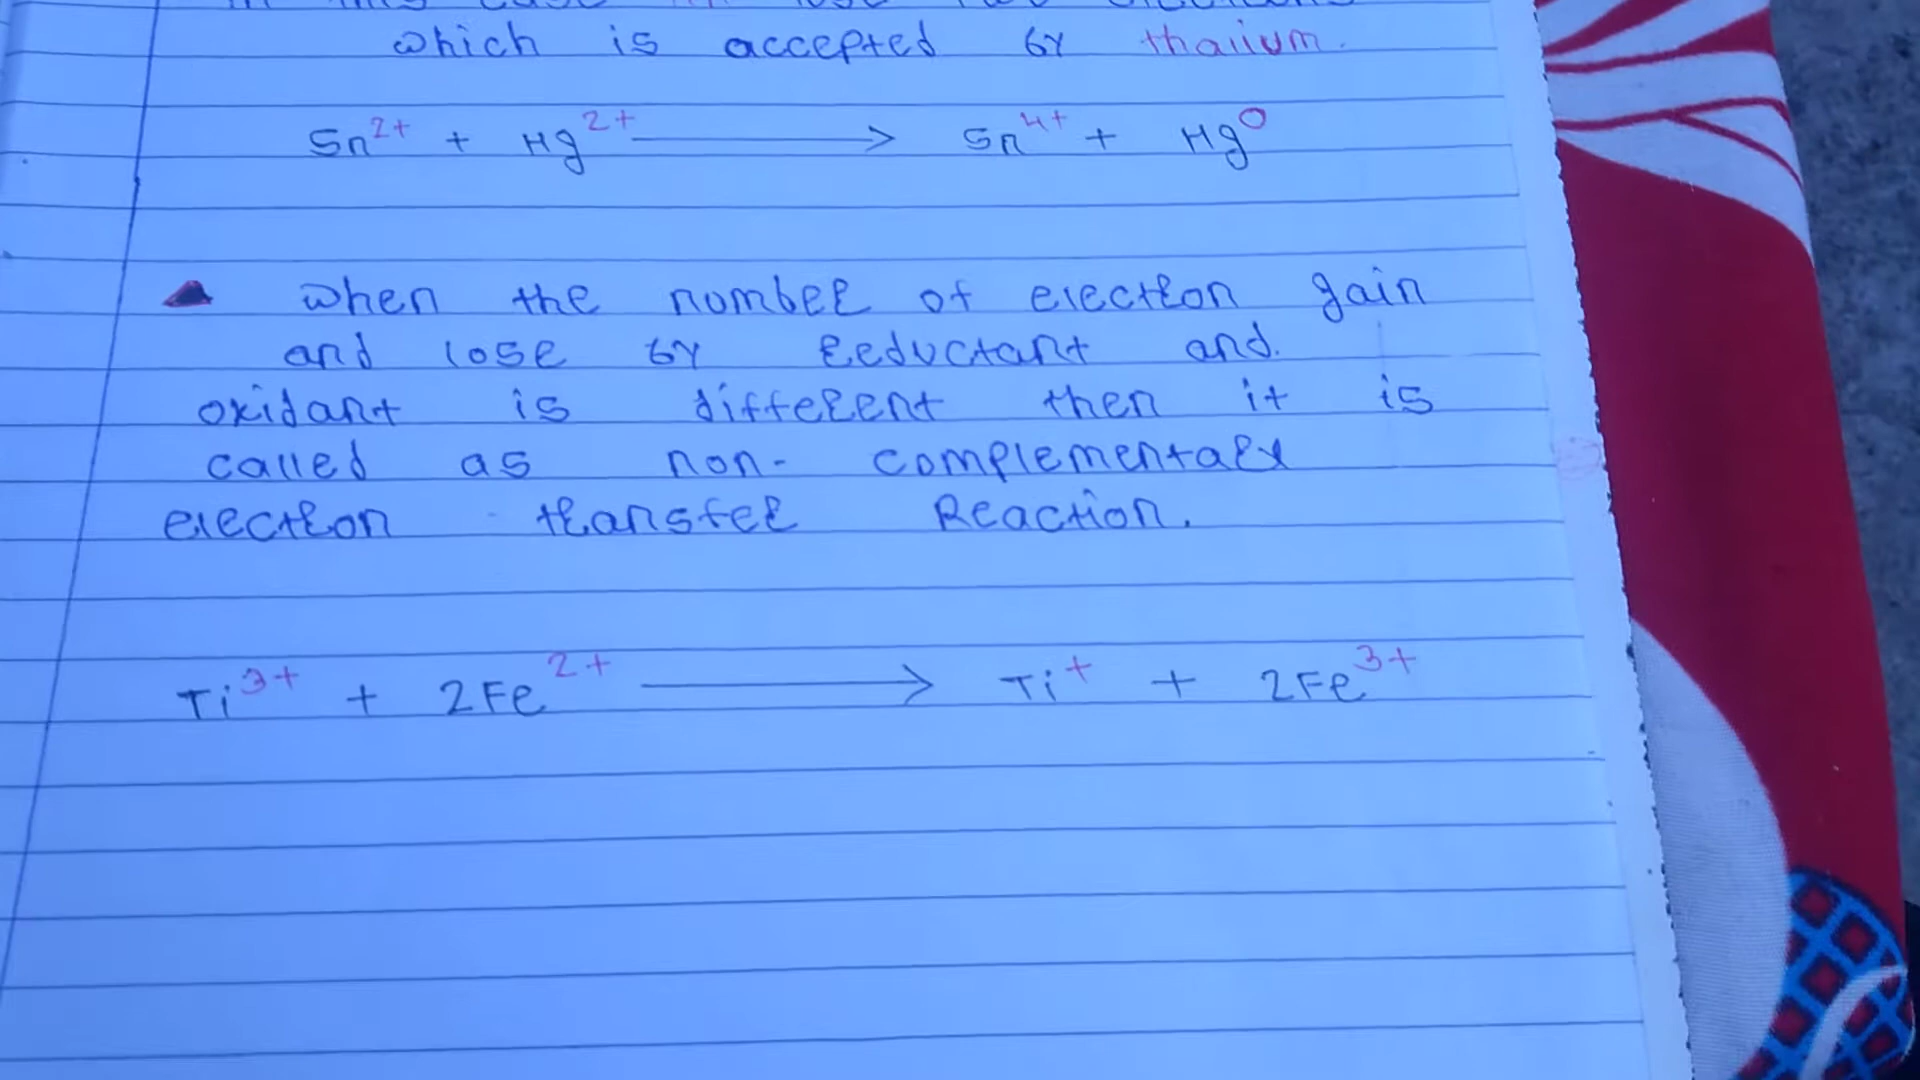 which is accepted by thalium.
Sn²⁺ + Hg²⁺ ⟶ Sn⁴⁺ + Hg⁰
when the number of electron gain
and lose by reductant and.
oxidant is different then it is
called as non- complementary
electron transfer Reaction.
Ti³⁺ + 2Fe²⁺ ⟶ Ti⁺ + 2Fe³⁺